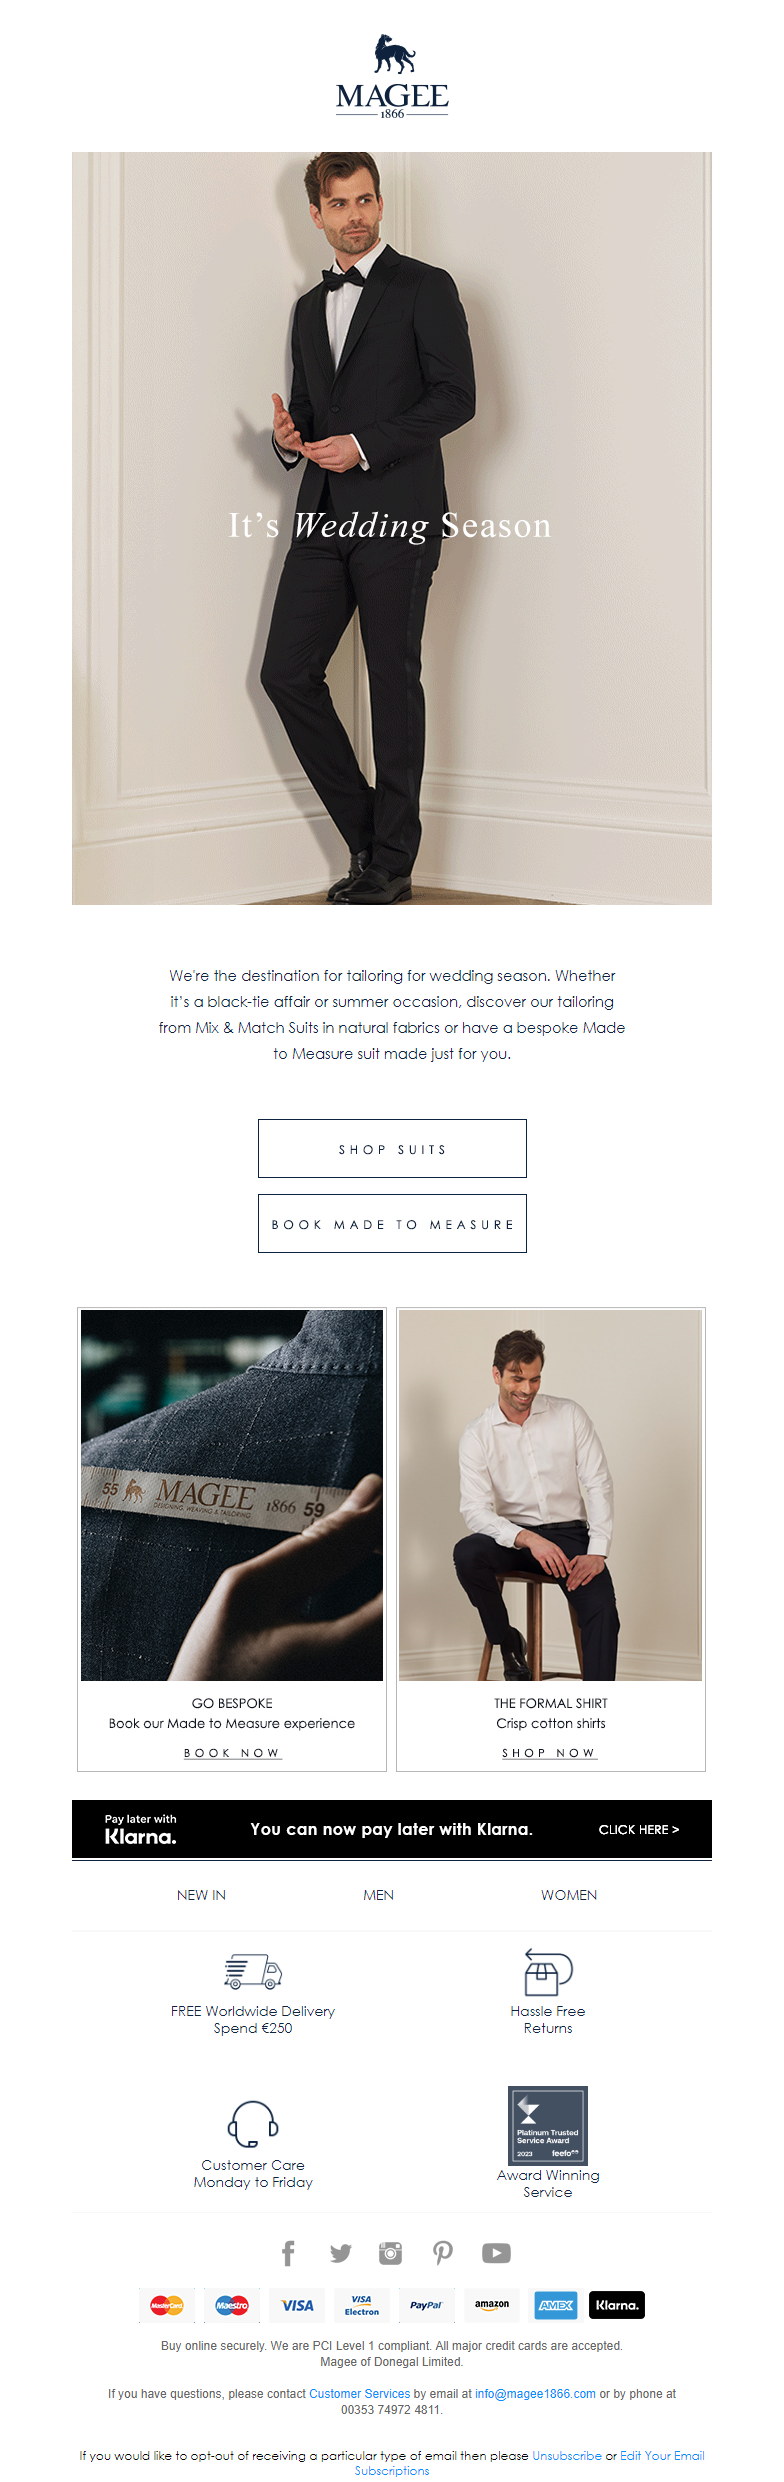 MAGEE
1866
It's Wedding Season
We're the destination for tailoring for wedding season. Whether
it's a black-tie affair or summer occasion, discover our tailoring
from Mix & Match Suits in natural fabrics or have a bespoke Made
to Measure suit made just for you.
SHOP SUITS
BOOK MADE TO MEASURE
55 MAGEE 1866 59
DESIGNING, WEAVING & TAILORING
GO BESPOKE
Book our Made to Measure experience
BOOK NOW
THE FORMAL SHIRT
Crisp cotton shirts
SHOP NOW
Pay later with
Klarna.
You can now pay later with Klarna.
CLICK HERE >
NEW IN MEN WOMEN
FREE Worldwide Delivery
Spend €250
Hassle Free
Returns
Customer Care
Monday to Friday
Platinum Trusted
Service Award
2023 feefo
Award Winning
Service
MasterCard Maestro VISA VISA Electron PayPal amazon AMEX Klarna.
Buy online securely. We are PCI Level 1 compliant. All major credit cards are accepted.
Magee of Donegal Limited.
If you have questions, please contact Customer Services by email at info@magee1866.com or by phone at
00353 74972 4811.
If you would like to opt-out of receiving a particular type of email then please Unsubscribe or Edit Your Email
Subscriptions